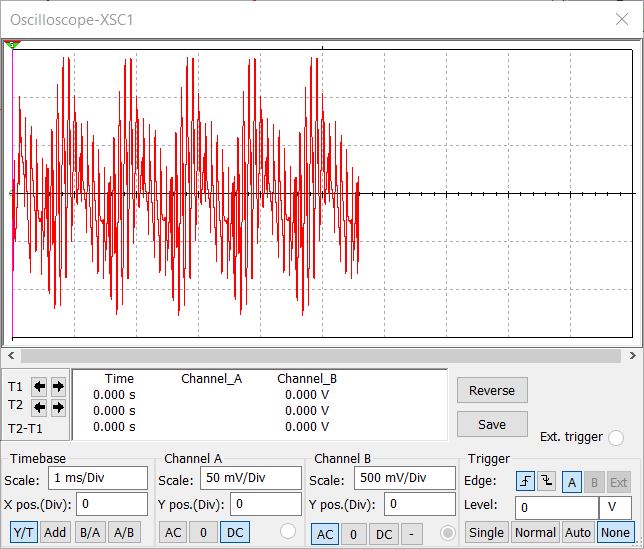 Oscilloscope-XSC1
Time Channel_A Channel_B
T1 0.000 s 0.000 V
T2 0.000 s 0.000 V
T2-T1 0.000 s 0.000 V
Reverse
Save
Ext. trigger
Timebase
Scale: 1 ms/Div
X pos.(Div): 0
Y/T Add B/A A/B
Channel A
Scale: 50 mV/Div
Y pos.(Div): 0
AC 0 DC
Channel B
Scale: 500 mV/Div
Y pos.(Div): 0
AC 0 DC -
Trigger
Edge: A B Ext
Level: 0 V
Single Normal Auto None